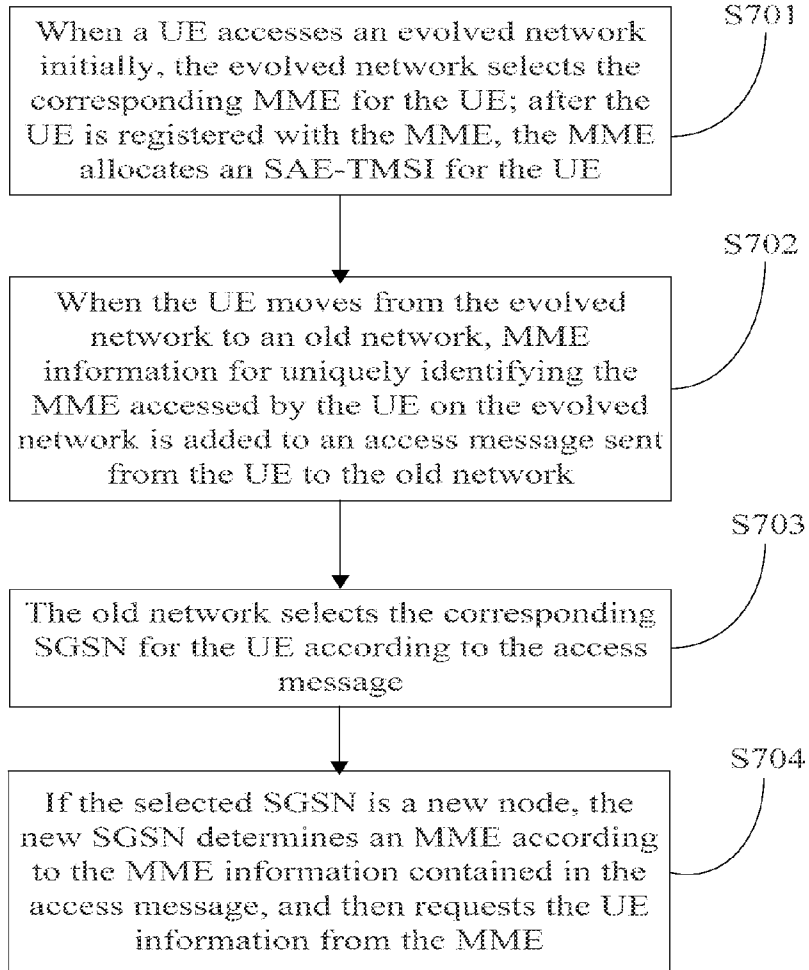 S701
When a UE accesses an evolved network
initially, the evolved network selects the
corresponding MME for the UE; after the
UE is registered with the MME, the MME
allocates an SAE-TMSI for the UE
S702
When the UE moves from the evolved
network to an old network, MME
information for uniquely identifying the
MME accessed by the UE on the evolved
network is added to an access message sent
from the UE to the old network
S703
The old network selects the corresponding
SGSN for the UE according to the access
message
S704
If the selected SGSN is a new node, the
new SGSN determines an MME according
to the MME information contained in the
access message, and then requests the UE
information from the MME